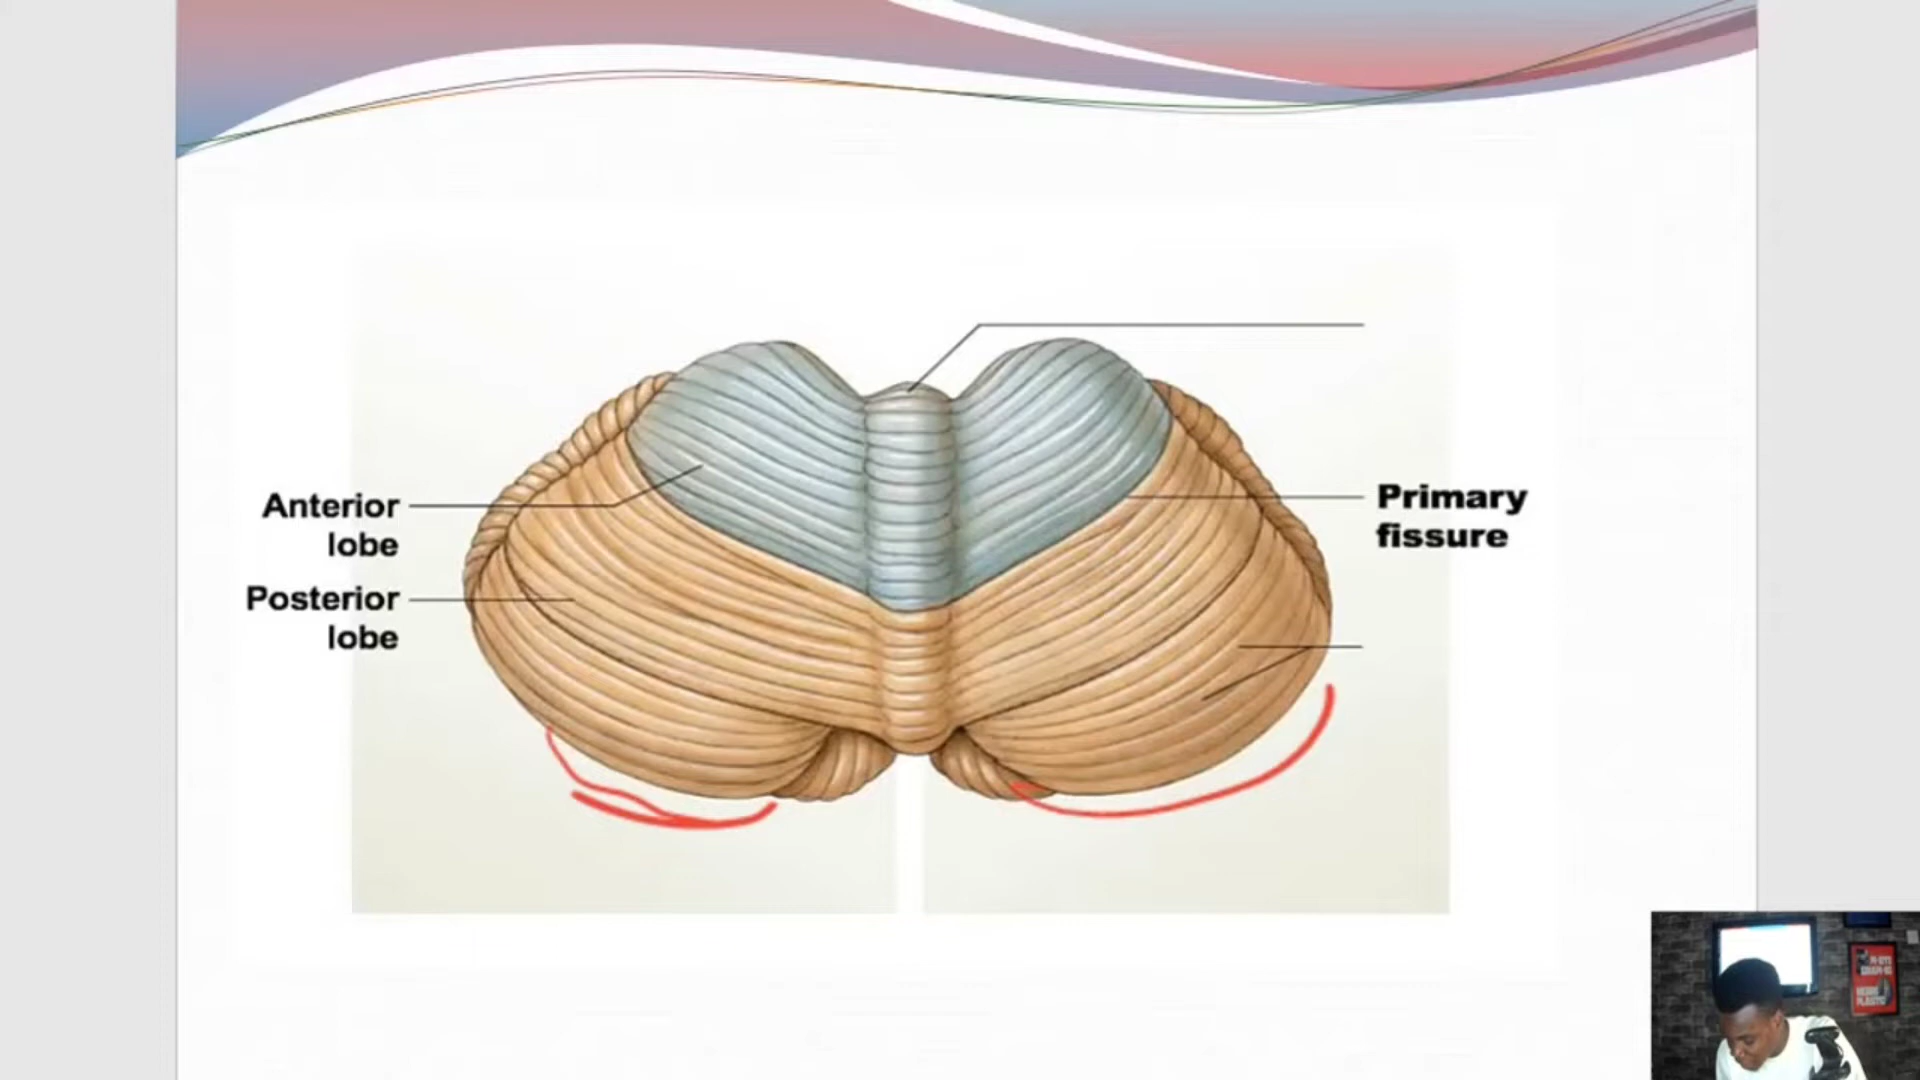 Anterior
lobe
Posterior
lobe
Primary
fissure